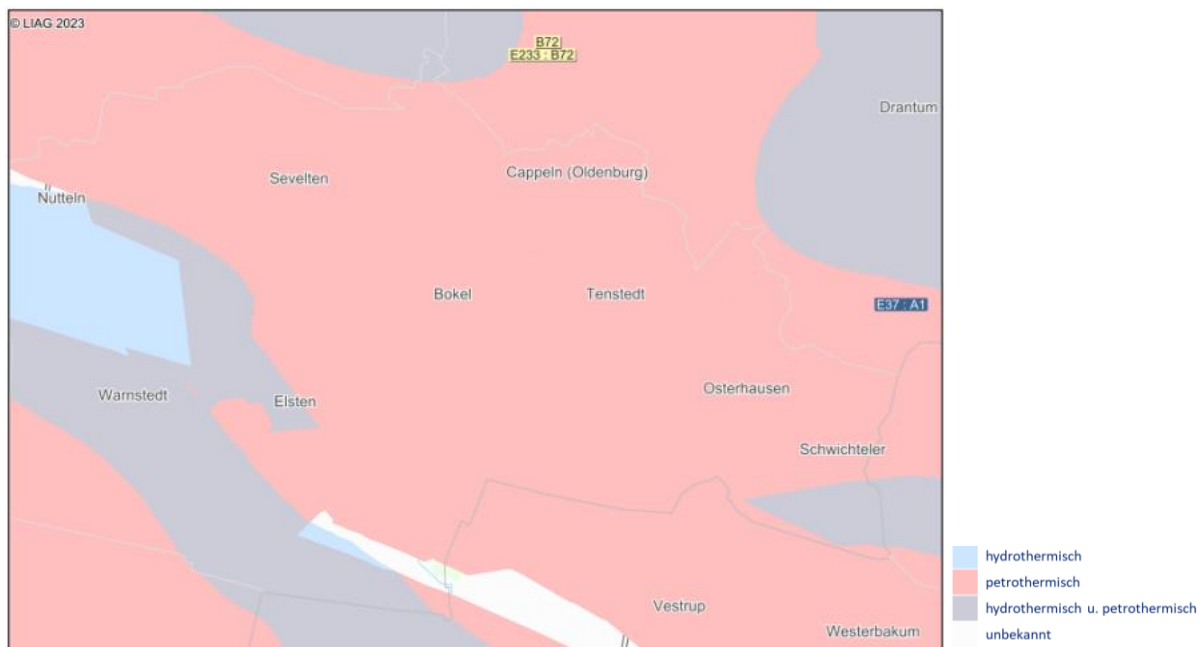 © LIAG 2023
B72
E233 : B72
Drantum
Cappeln (Oldenburg)
Sevelten
Nutteln
Bokel
Tenstedt
E37 : A1
Warnstedt
Elsten
Osterhausen
Schwichteler
hydrothermisch
petrothermisch
Vestrup
hydrothermisch u. petrothermisch
Westerbakum
unbekannt